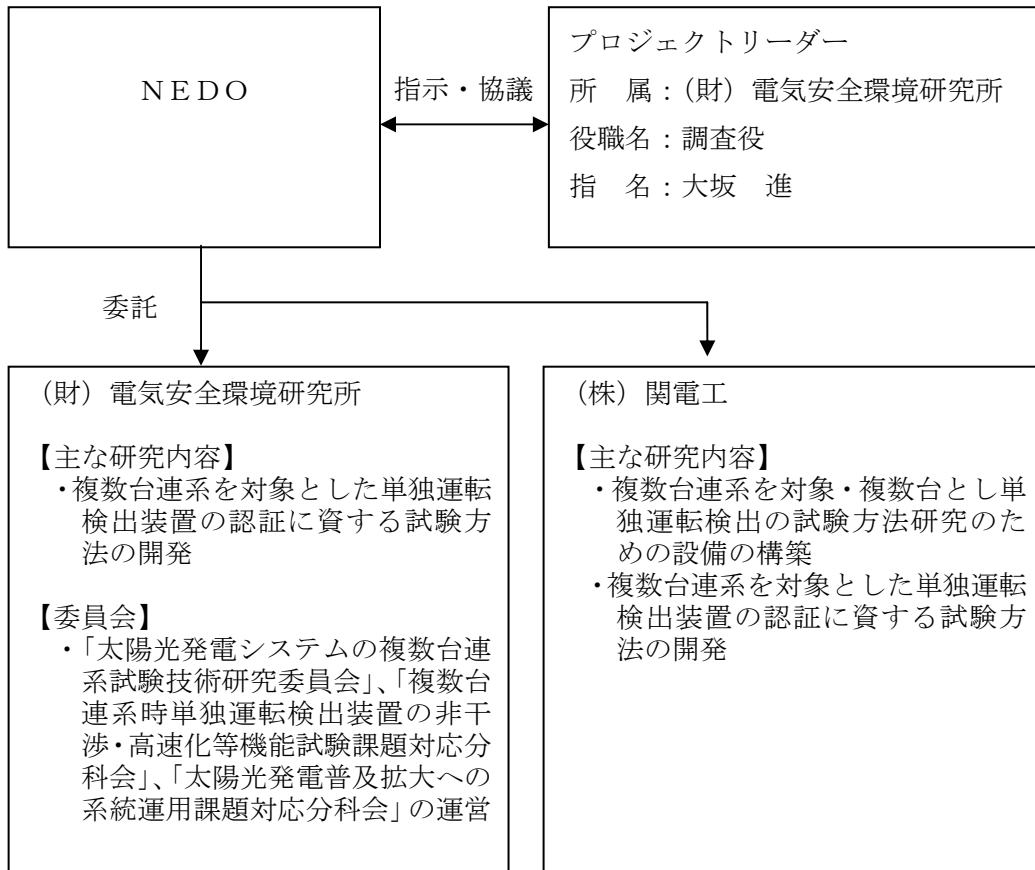 ＮＥＤＯ
指示・協議
プロジェクトリーダー
所　属：（財）電気安全環境研究所
役職名：調査役
指　名：大坂　進
委託
（財）電気安全環境研究所
【主な研究内容】
・複数台連系を対象とした単独運転
検出装置の認証に資する試験方
法の開発
【委員会】
・「太陽光発電システムの複数台連
系試験技術研究委員会」、「複数台
連系時単独運転検出装置の非干
渉・高速化等機能試験課題対応分
科会」、「太陽光発電普及拡大への
系統運用課題対応分科会」の運営
（株）関電工
【主な研究内容】
・複数台連系を対象・複数台とし単
独運転検出の試験方法研究のた
めの設備の構築
・複数台連系を対象とした単独運転
検出装置の認証に資する試験方
法の開発